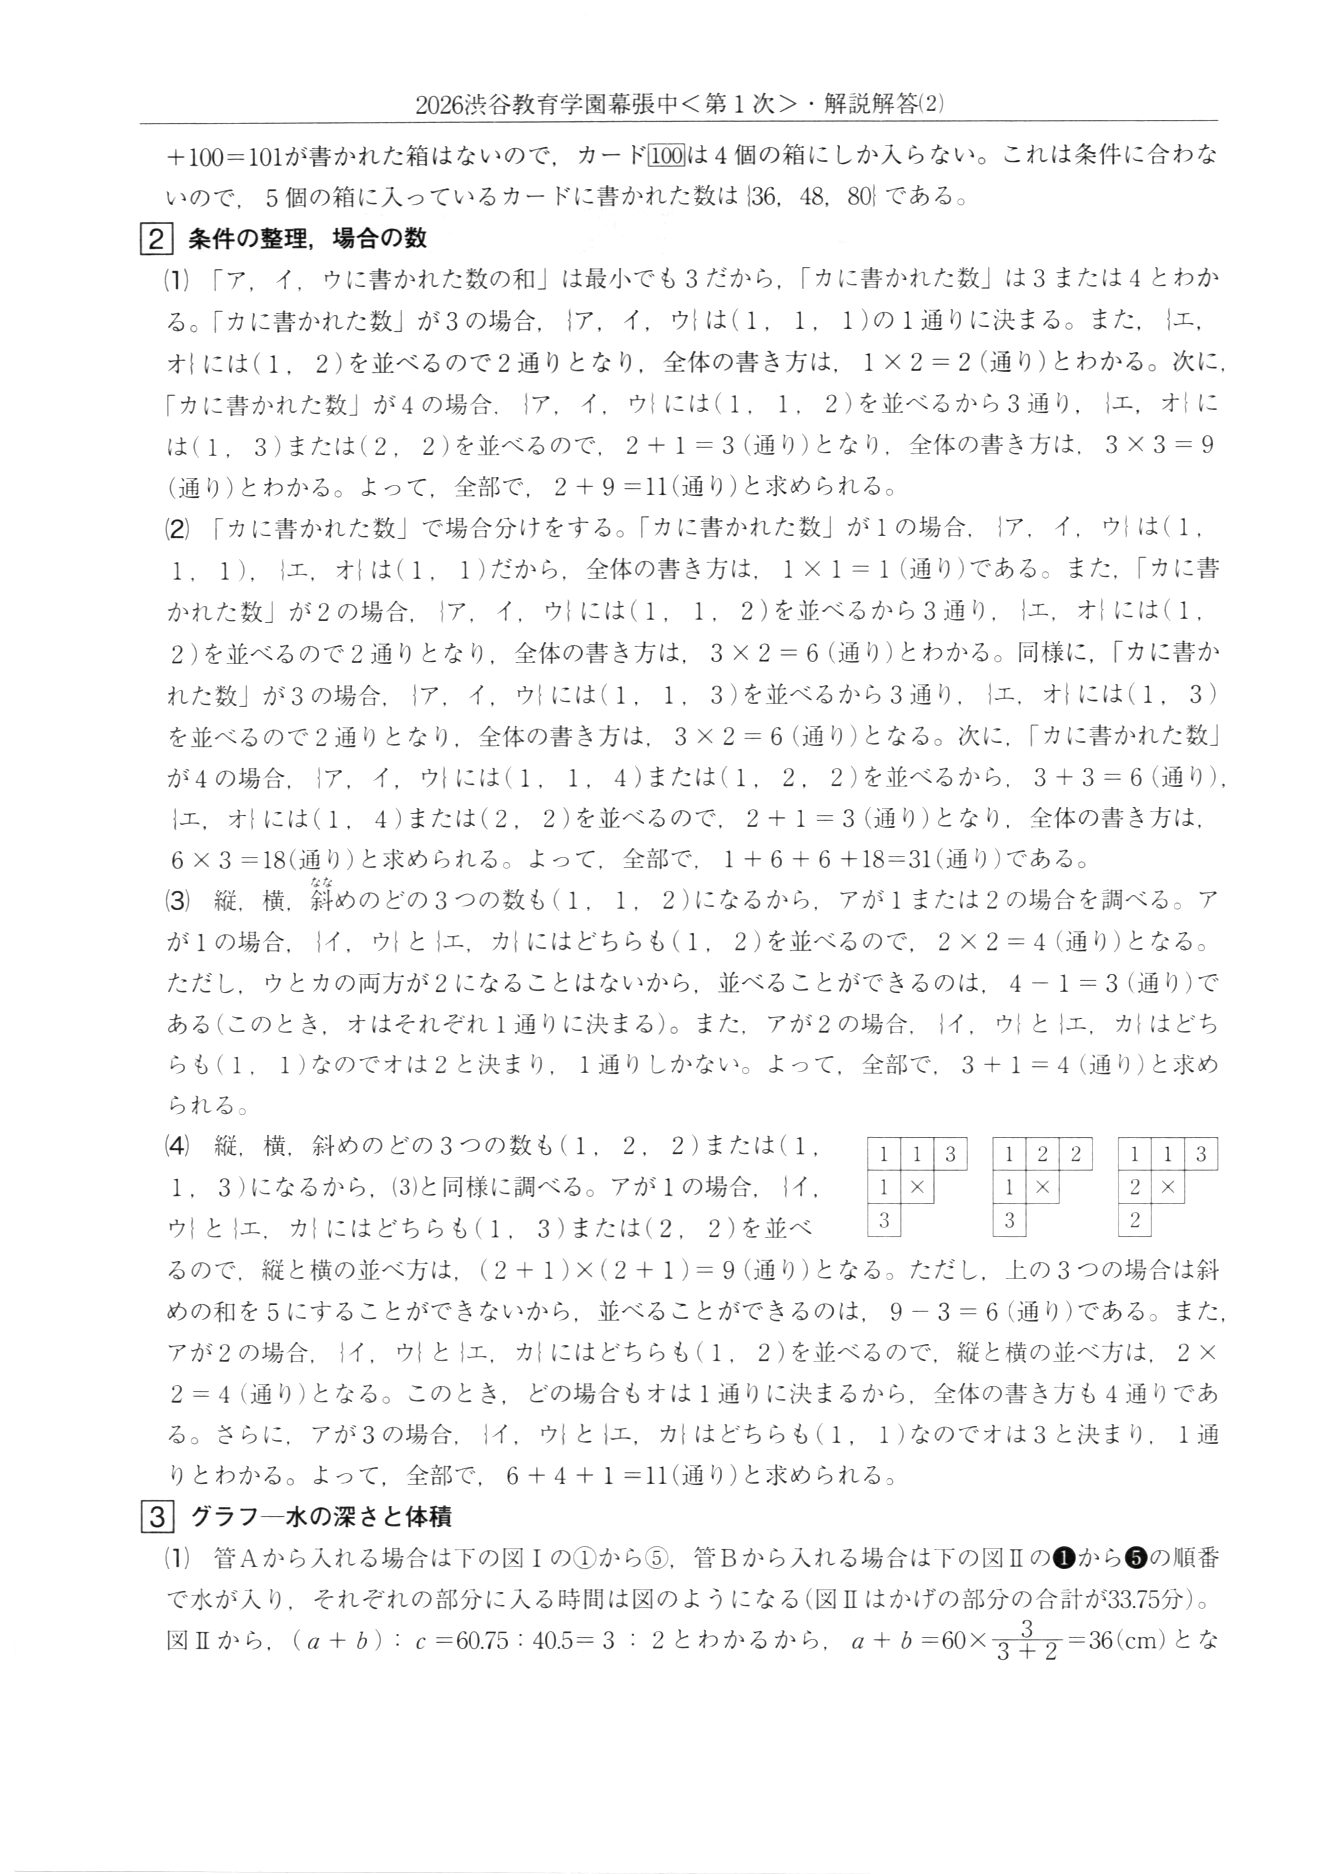 2026渋谷教育学園幕張中＜第１次＞・解説解答⑵
＋100＝101が書かれた箱はないので，カード100は４個の箱にしか入らない。これは条件に合わな
いので，５個の箱に入っているカードに書かれた数は{36，48，80}である。
２ 条件の整理，場合の数
⑴ 「ア，イ，ウに書かれた数の和」は最小でも３だから，「カに書かれた数」は３または４とわか
る。「カに書かれた数」が３の場合，{ア，イ，ウ}は(１，１，１)の１通りに決まる。また，{エ，
オ}には(１，２)を並べるので２通りとなり，全体の書き方は，１×２＝２(通り)とわかる。次に，
「カに書かれた数」が４の場合，{ア，イ，ウ}には(１，１，２)を並べるから３通り，{エ，オ}に
は(１，３)または(２，２)を並べるので，２＋１＝３(通り)となり，全体の書き方は，３×３＝９
(通り)とわかる。よって，全部で，２＋９＝11(通り)と求められる。
⑵ 「カに書かれた数」で場合分けをする。「カに書かれた数」が１の場合，{ア，イ，ウ}は(１，
１，１)，{エ，オ}は(１，１)だから，全体の書き方は，１×１＝１(通り)である。また，「カに書
かれた数」が２の場合，{ア，イ，ウ}には(１，１，２)を並べるから３通り，{エ，オ}には(１，
２)を並べるので２通りとなり，全体の書き方は，３×２＝６(通り)とわかる。同様に，「カに書か
れた数」が３の場合，{ア，イ，ウ}には(１，１，３)を並べるから３通り，{エ，オ}には(１，３)
を並べるので２通りとなり，全体の書き方は，３×２＝６(通り)となる。次に，「カに書かれた数」
が４の場合，{ア，イ，ウ}には(１，１，４)または(１，２，２)を並べるから，３＋３＝６(通り)，
{エ，オ}には(１，４)または(２，２)を並べるので，２＋１＝３(通り)となり，全体の書き方は，
６×３＝18(通り)と求められる。よって，全部で，１＋６＋６＋18＝31(通り)である。
なな
⑶ 縦，横，斜めのどの３つの数も(１，１，２)になるから，アが１または２の場合を調べる。ア
が１の場合，{イ，ウ}と{エ，カ}にはどちらも(１，２)を並べるので，２×２＝４(通り)となる。
ただし，ウとカの両方が２になることはないから，並べることができるのは，４－１＝３(通り)で
ある(このとき，オはそれぞれ１通りに決まる)。また，アが２の場合，{イ，ウ}と{エ，カ}はどち
らも(１，１)なのでオは２と決まり，１通りしかない。よって，全部で，３＋１＝４(通り)と求め
られる。
⑷ 縦，横，斜めのどの３つの数も(１，２，２)または(１，
１，３)になるから，⑶と同様に調べる。アが１の場合，{イ，
ウ}と{エ，カ}にはどちらも(１，３)または(２，２)を並べ
1 1 3 1 2 2 1 1 3
1 × 1 × 2 ×
3 3 2
るので，縦と横の並べ方は，(２＋１)×(２＋１)＝９(通り)となる。ただし，上の３つの場合は斜
めの和を５にすることができないから，並べることができるのは，９－３＝６(通り)である。また，
アが２の場合，{イ，ウ}と{エ，カ}にはどちらも(１，２)を並べるので，縦と横の並べ方は，２×
２＝４(通り)となる。このとき，どの場合もオは１通りに決まるから，全体の書き方も４通りであ
る。さらに，アが３の場合，{イ，ウ}と{エ，カ}はどちらも(１，１)なのでオは３と決まり，１通
りとわかる。よって，全部で，６＋４＋１＝11(通り)と求められる。
３ グラフ―水の深さと体積
⑴ 管Ａから入れる場合は下の図Ⅰの①から⑤，管Ｂから入れる場合は下の図Ⅱの❶から❺の順番
で水が入り，それぞれの部分に入る時間は図のようになる(図Ⅱはかげの部分の合計が33.75分)。
図Ⅱから，(a＋b)：c＝60.75：40.5＝３：２とわかるから，a＋b＝60×3/(3＋2)＝36(cm)とな